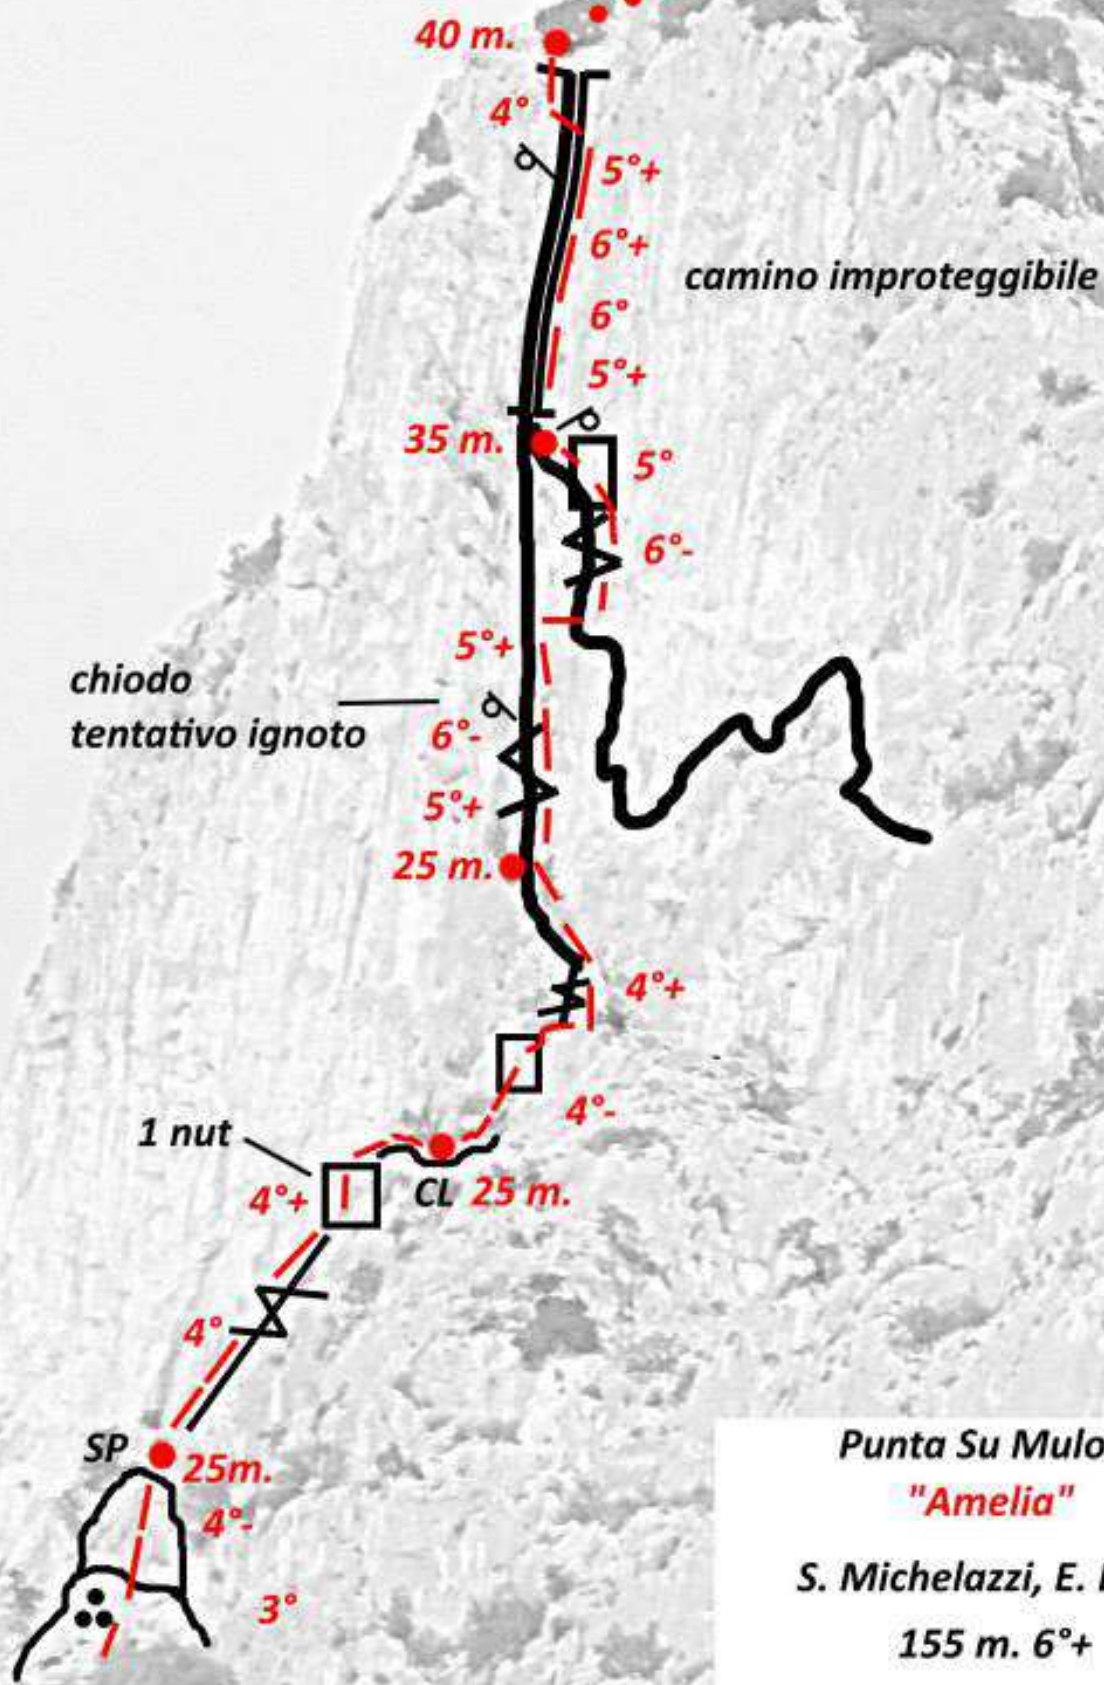 40 m.
4°
5°+
6°+
camino improteggibile
6°
5°+
35 m.
5°
6°-
5°+
chiodo
tentativo ignoto
6°-
5°+
25 m.
4°+
4°-
1 nut
4°+
CL 25 m.
4°
SP
25m.
4°-
3°
Punta Su Mulo
"Amelia"
S. Michelazzi, E.
155 m. 6°+